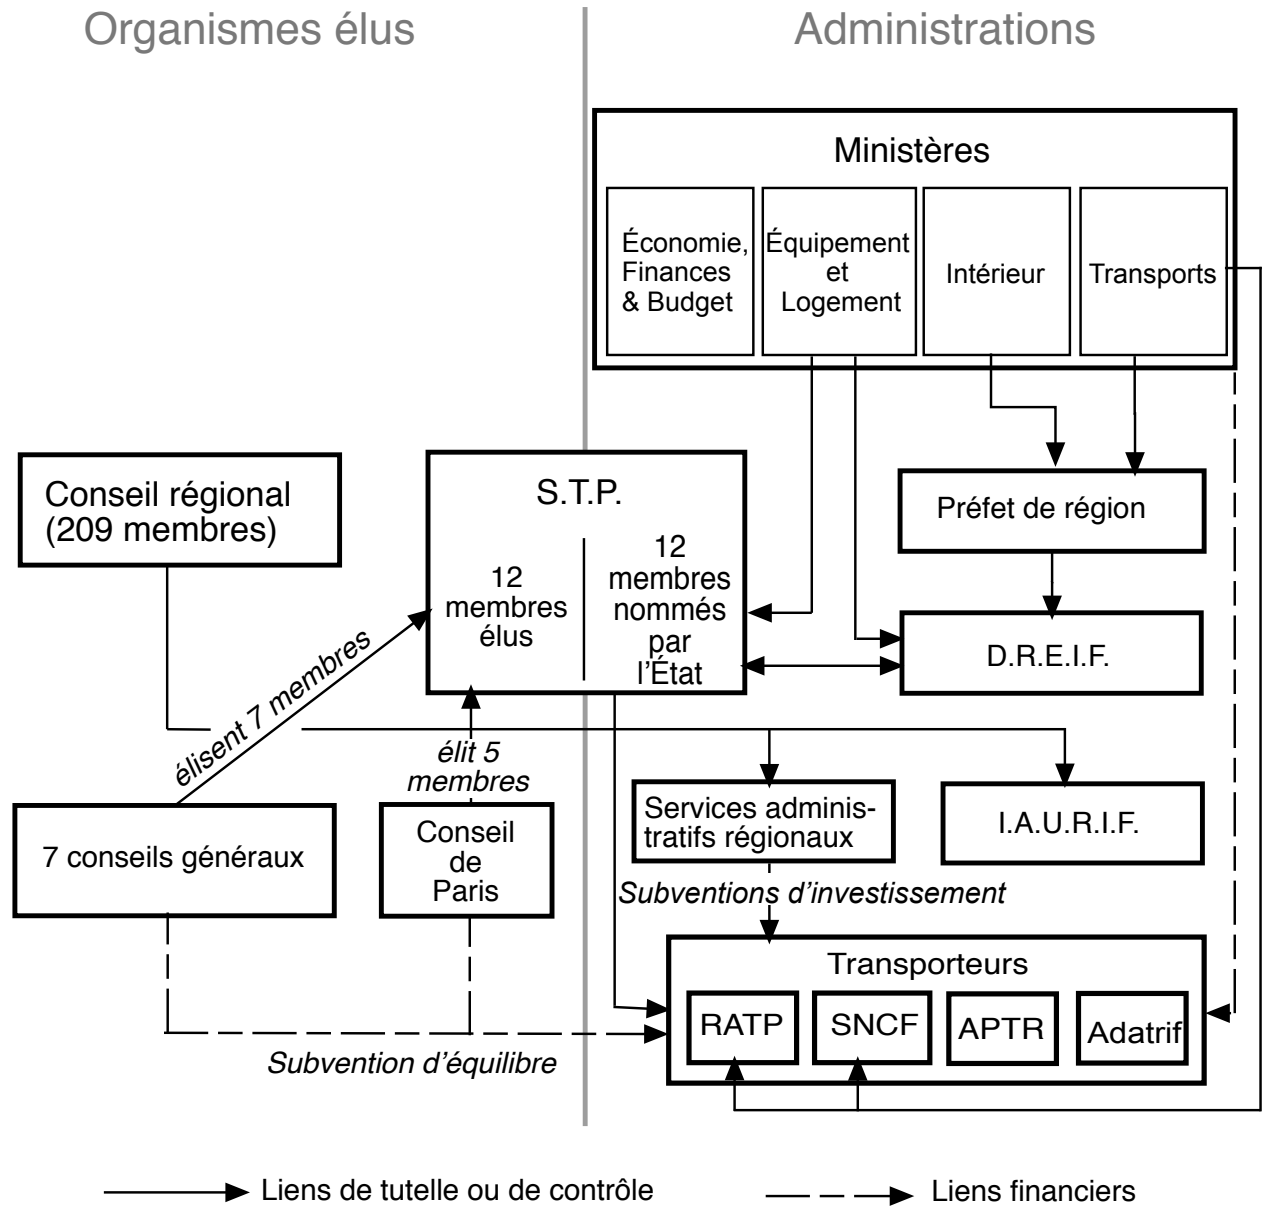 Organismes élus
Administrations
Ministères
Économie,
Finances
& Budget
Équipement
et
Logement
Intérieur
Transports
Conseil régional
(209 membres)
S.T.P.
12
membres
élus
12
membres
nommés
par
l'État
Préfet de région
D.R.E.I.F.
élisent 7 membres
élit 5
membres
7 conseils généraux
Conseil
de
Paris
Services adminis-
tratifs régionaux
I.A.U.R.I.F.
Subventions d'investissement
Transporteurs
RATP
SNCF
APTR
Adatrif
Subvention d'équilibre
Liens de tutelle ou de contrôle
Liens financiers